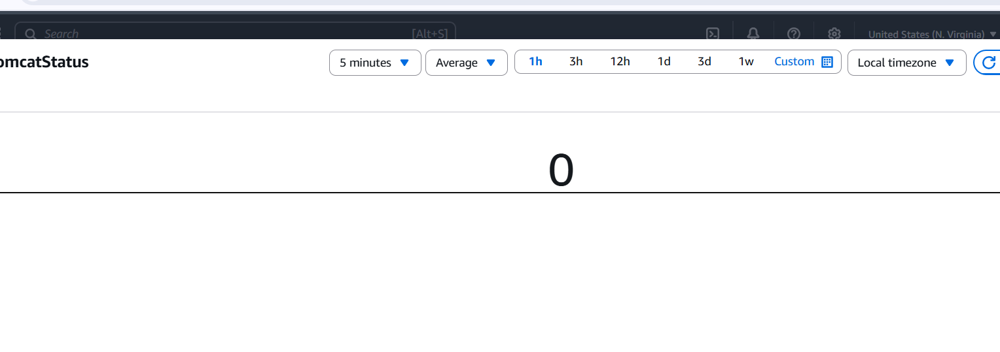 Search [Alt+S] United States (N. Virginia)
omcatStatus 5 minutes Average 1h 3h 12h 1d 3d 1w Custom Local timezone
0